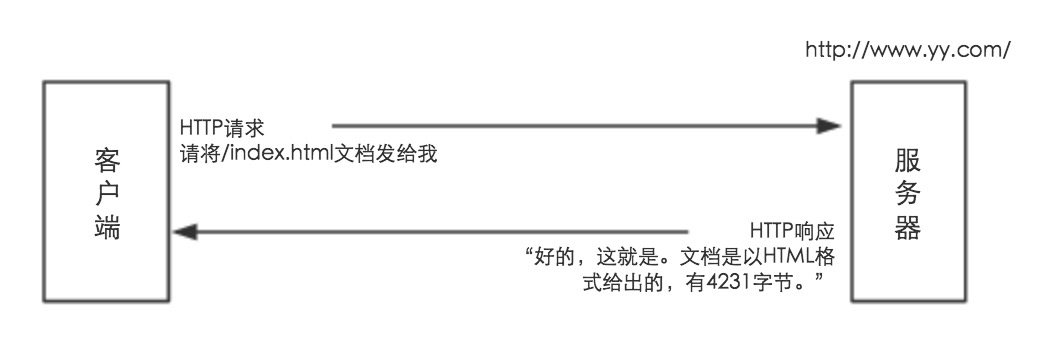 http://www.yy.com/
客户端
HTTP请求
请将/index.html文档发给我
服务器
HTTP响应
“好的，这就是。文档是以HTML格
式给出的，有4231字节。”